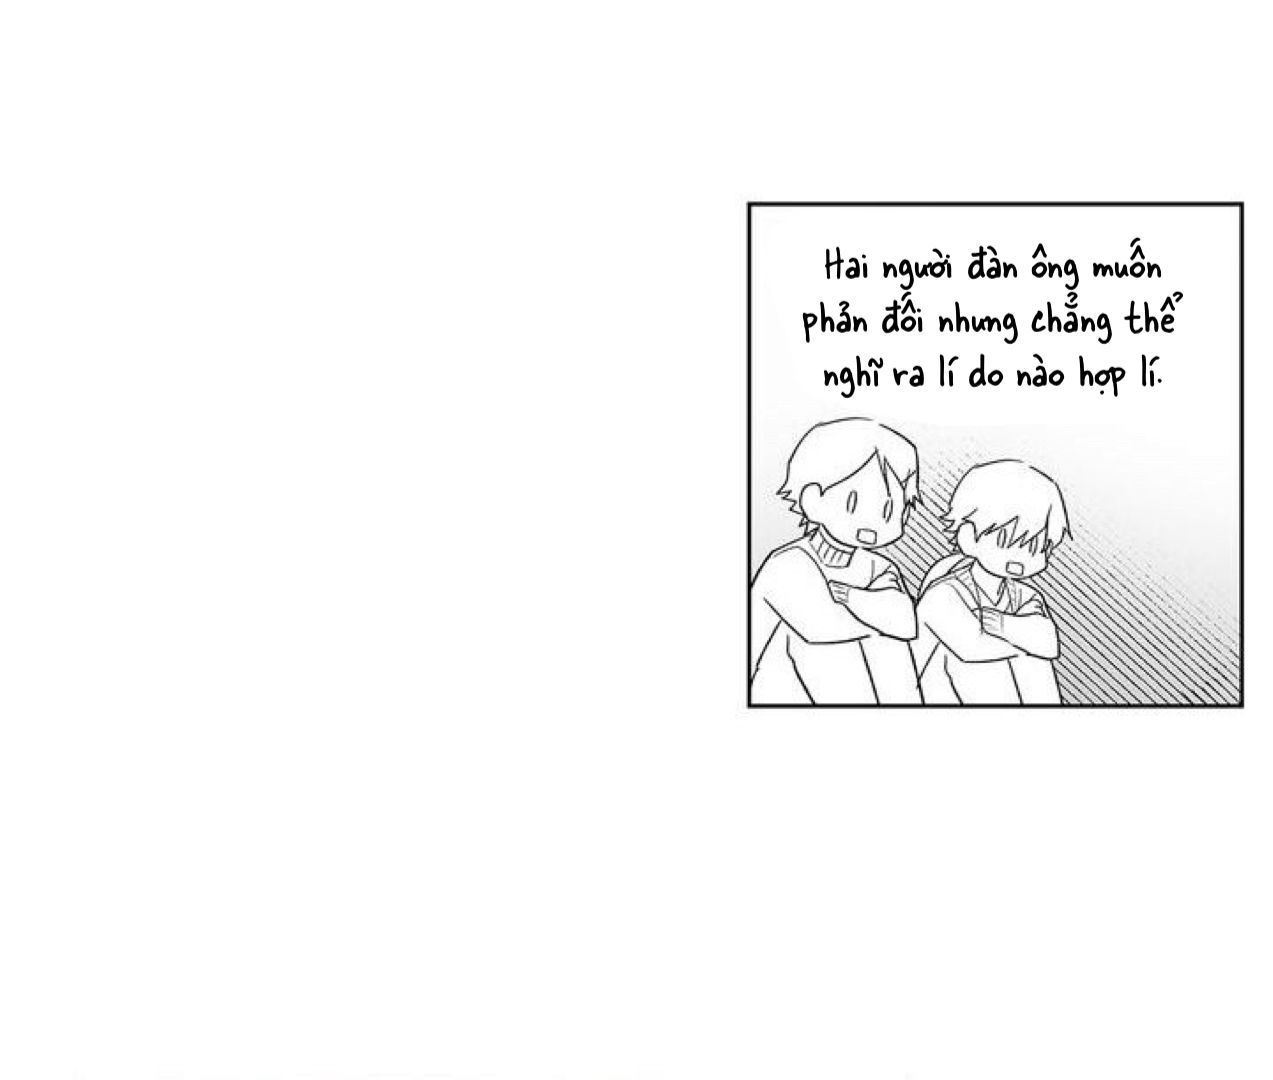 Hai người đàn ông muốn
phản đối nhưng chẳng thể
nghĩ ra lí do nào hợp lí.